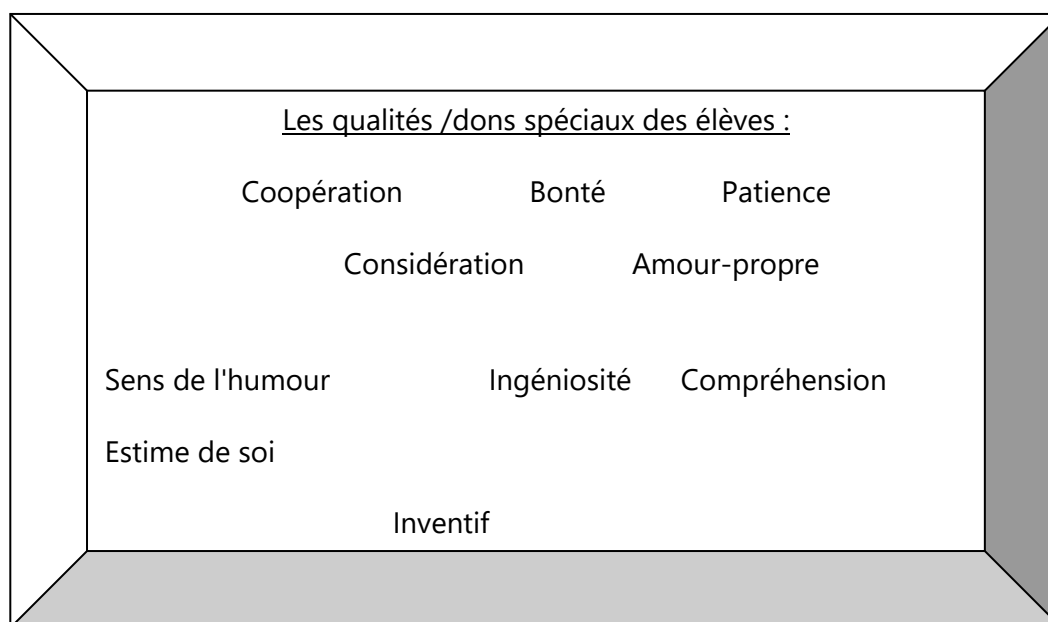 Les qualités /dons spéciaux des élèves :
Coopération Bonté Patience
Considération Amour-propre
Sens de l'humour Ingéniosité Compréhension
Estime de soi
Inventif